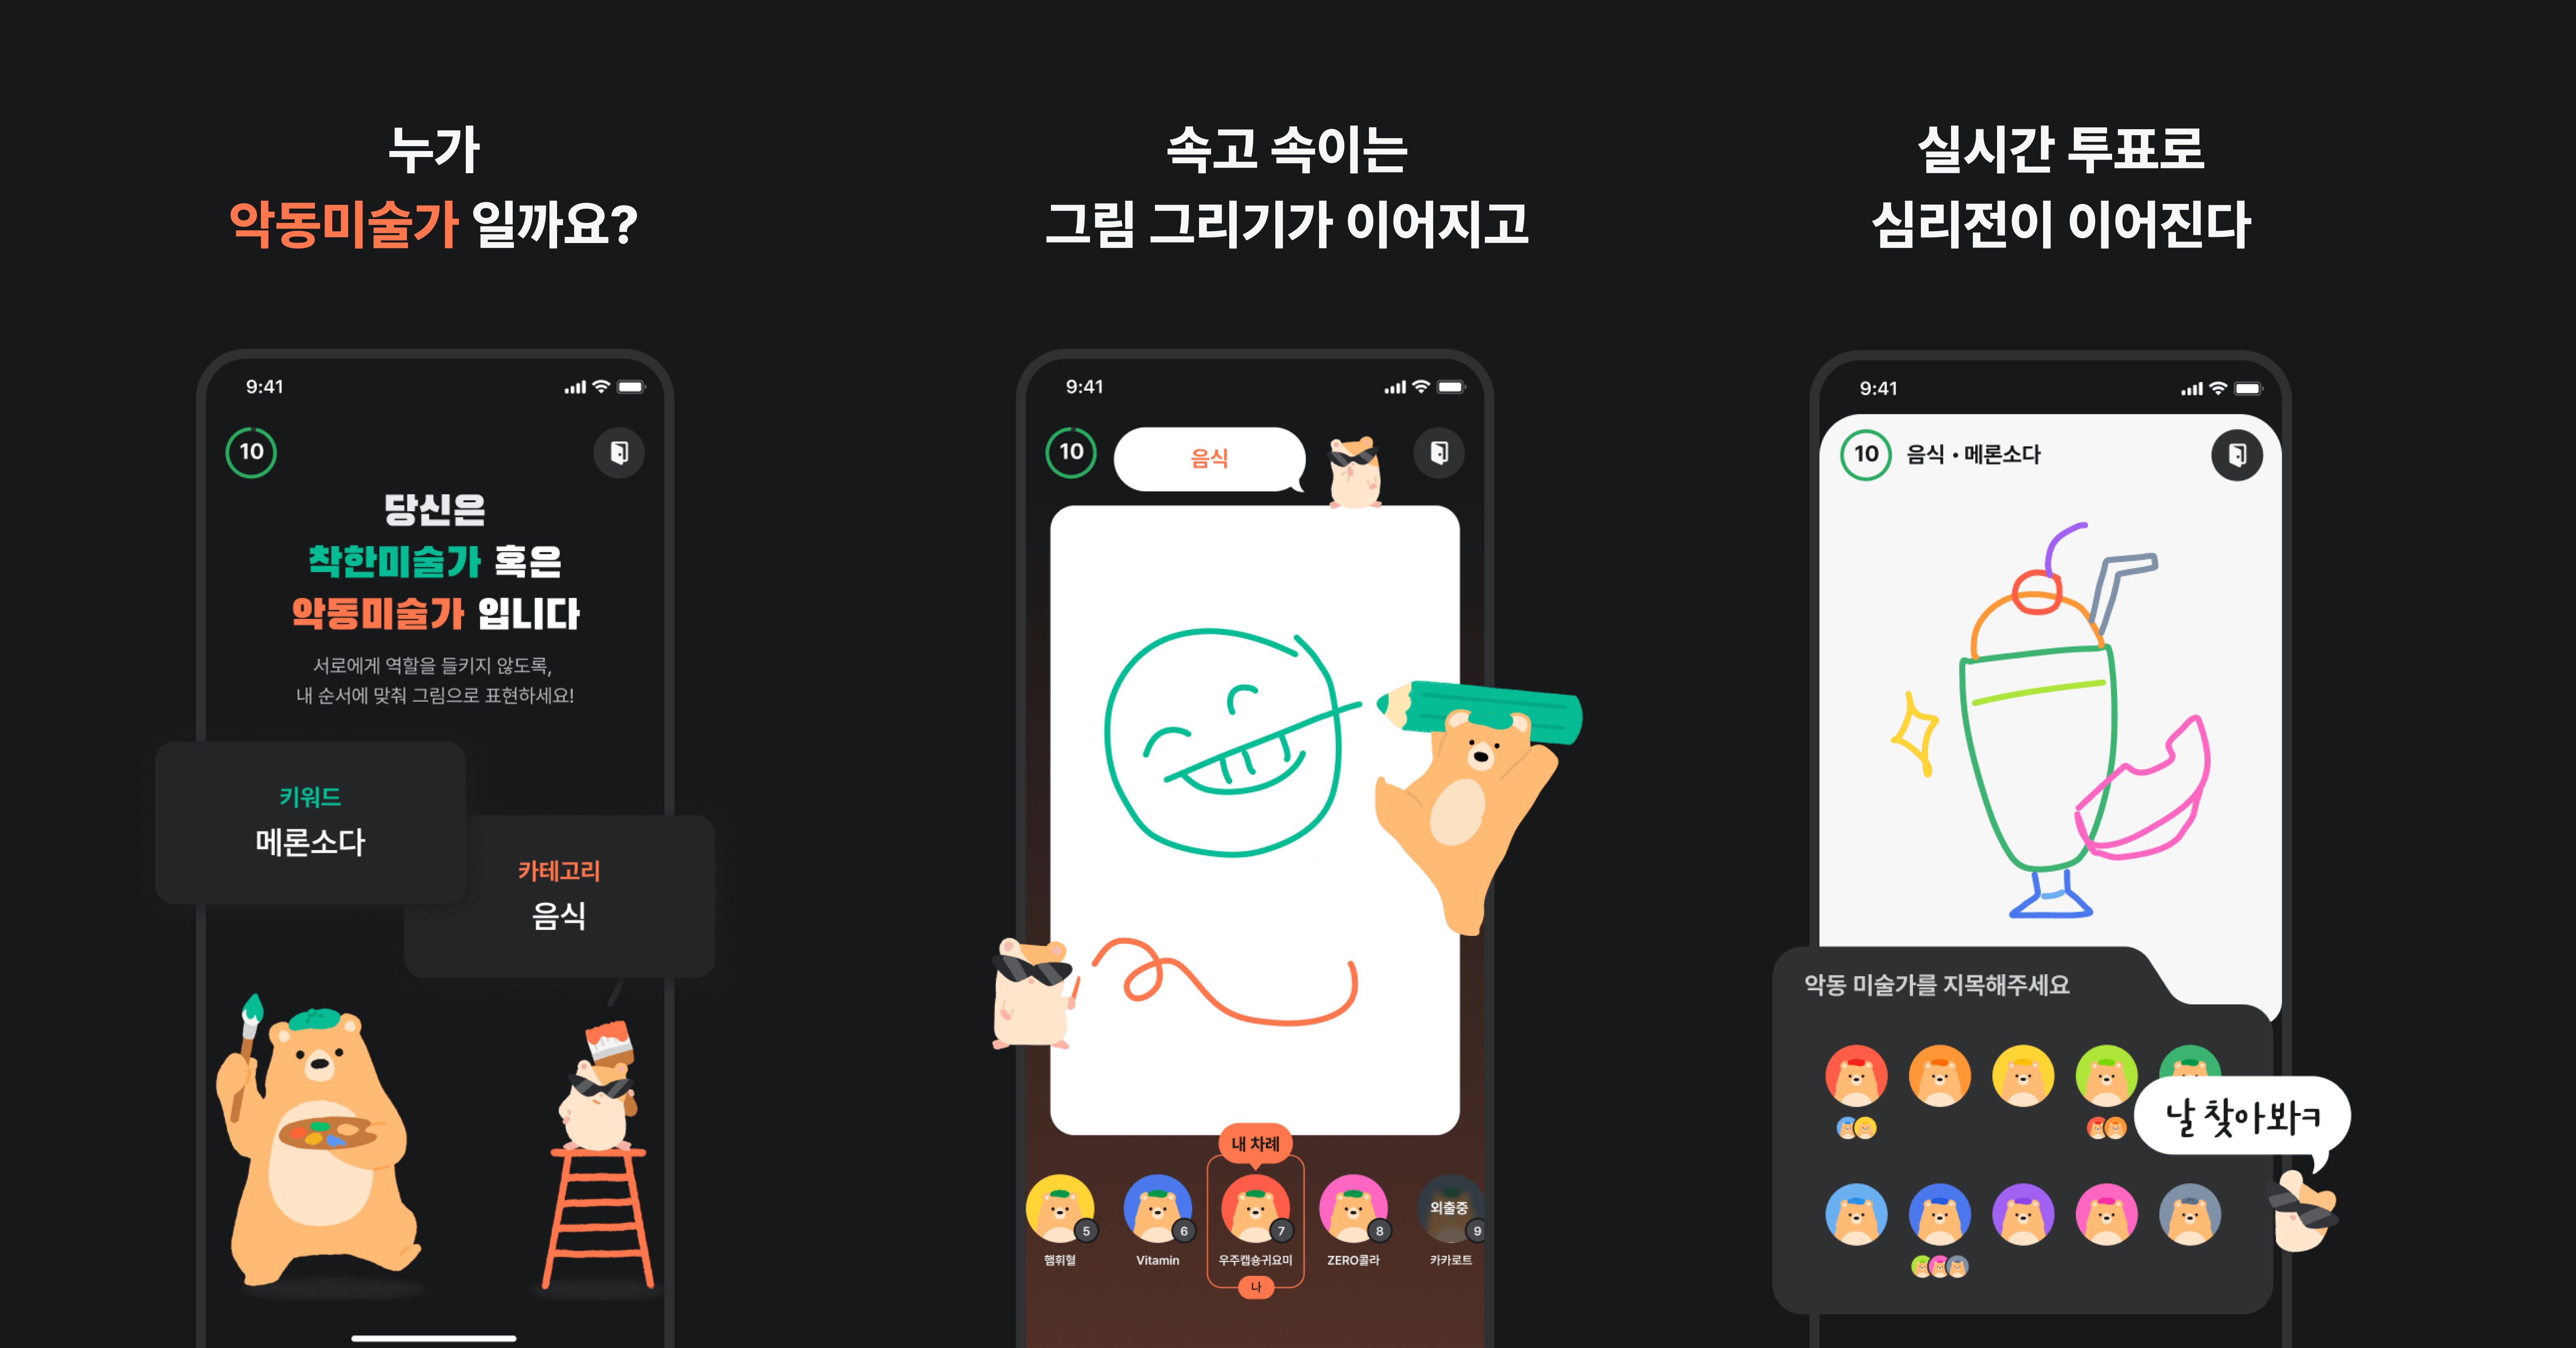 누가
악동미술가 일까요?
9:41
10
당신은
착한미술가 혹은
악동미술가 입니다
서로에게 역할을 들키지 않도록,
내 순서에 맞춰 그림으로 표현하세요!
키워드
메론소다
카테고리
음식
속고 속이는
그림 그리기가 이어지고
9:41
10
음식
내 차례
5
6
7
8
외출중
9
햄휘혈
Vitamin
우주캡숑귀요미
ZERO콜라
카카로트
나
실시간 투표로
심리전이 이어진다
9:41
10
음식 • 메론소다
악동 미술가를 지목해주세요
날 찾아봐ㅋ